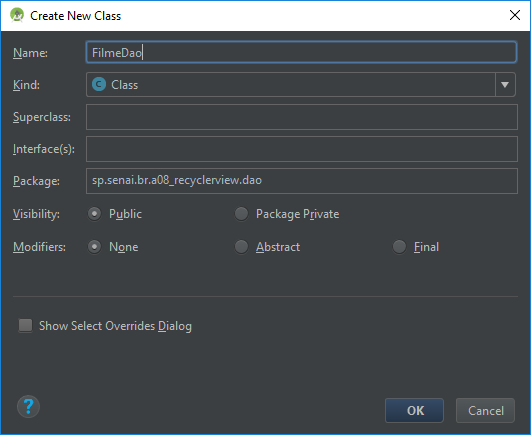 Create New Class
Name: FilmeDao
Kind: C Class
Superclass:
Interface(s):
Package: sp.senai.br.a08_recyclerview.dao
Visibility: Public Package Private
Modifiers: None Abstract Final
Show Select Overrides Dialog
? OK Cancel